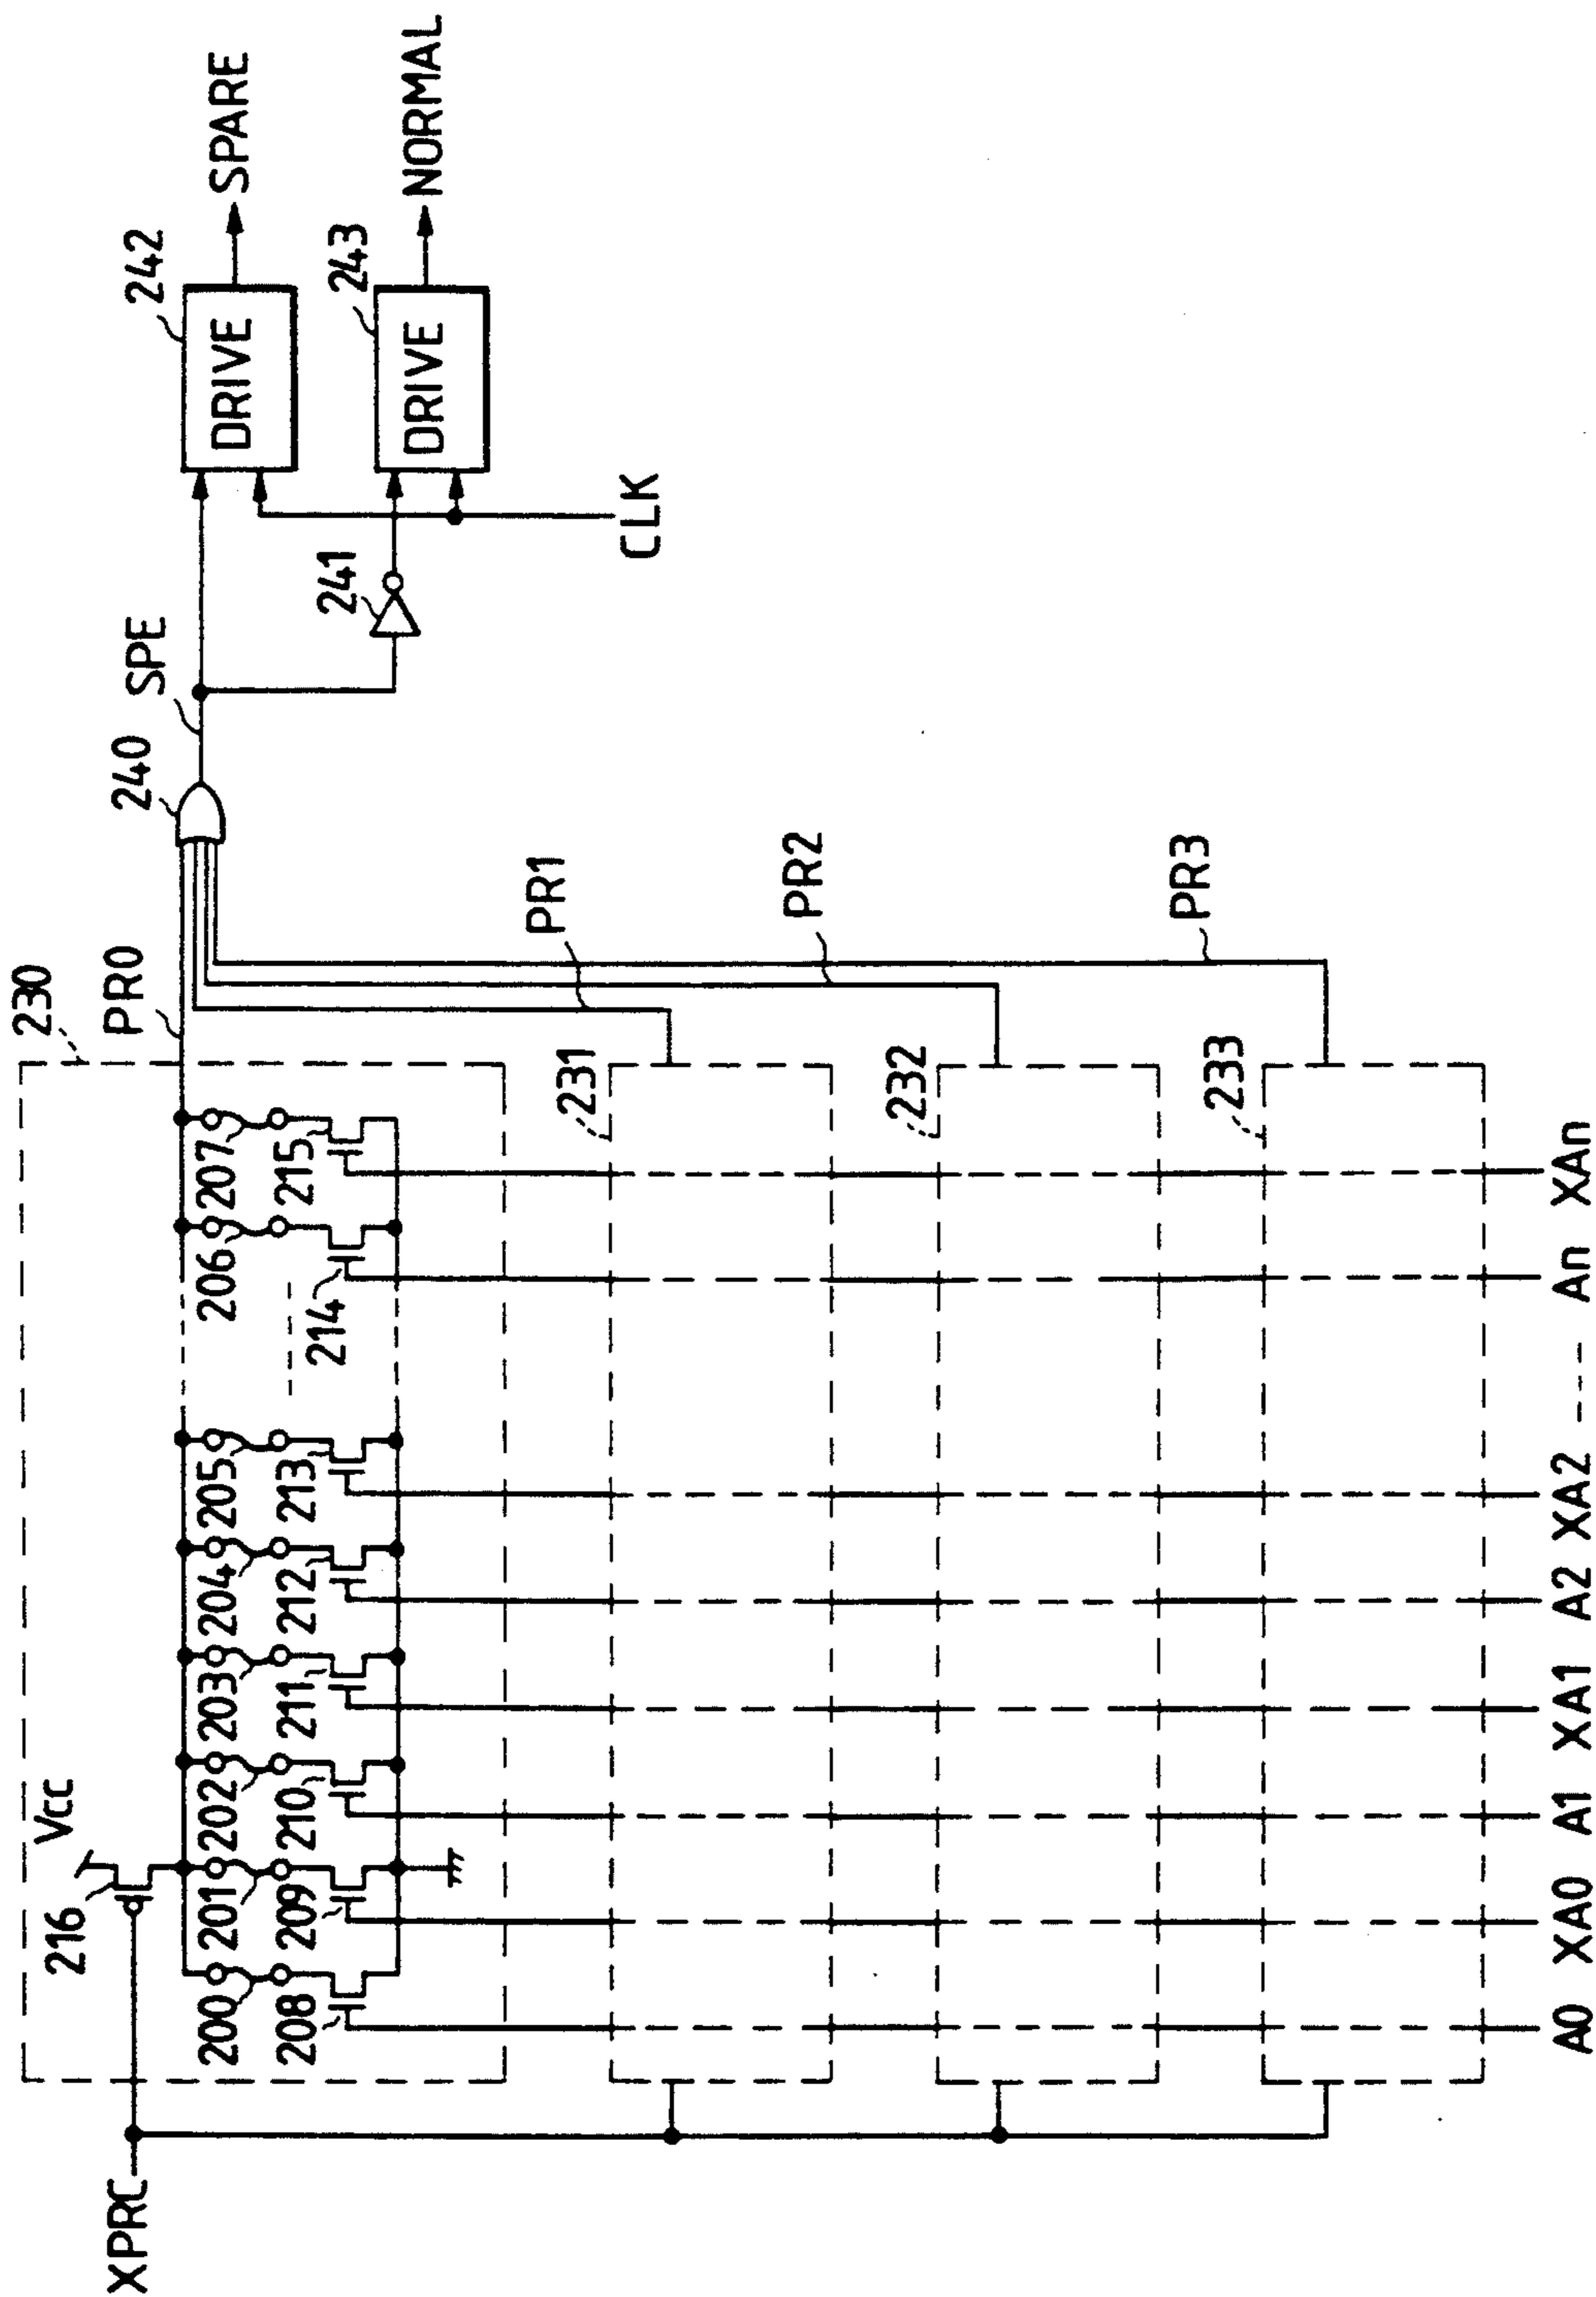 XPRC
216
Vcc
230
PR0
240
SPE
242
DRIVE
SPARE
241
243
DRIVE
NORMAL
CLK
200
201
202
203
204
205
206
207
208
209
210
211
212
213
214
215
PR1
PR2
PR3
231
232
233
A0 XA0 A1 XA1 A2 XA2 --- An XAn